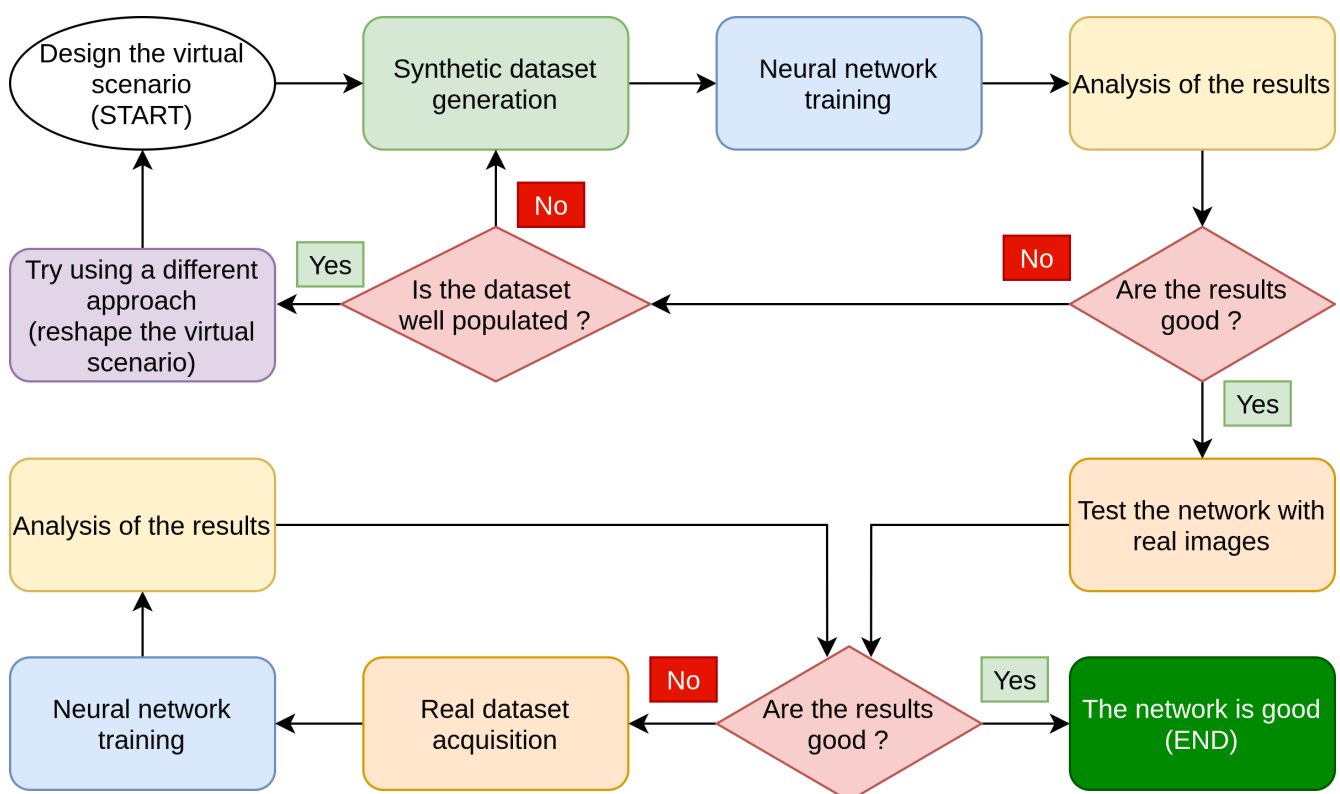 Design the virtual
scenario
(START)
Synthetic dataset
generation
Neural network
training
Analysis of the results
No
Yes
Try using a different
approach
(reshape the virtual
scenario)
Is the dataset
well populated ?
No
Are the results
good ?
Yes
Analysis of the results
Test the network with
real images
Neural network
training
Real dataset
acquisition
No
Are the results
good ?
Yes
The network is good
(END)